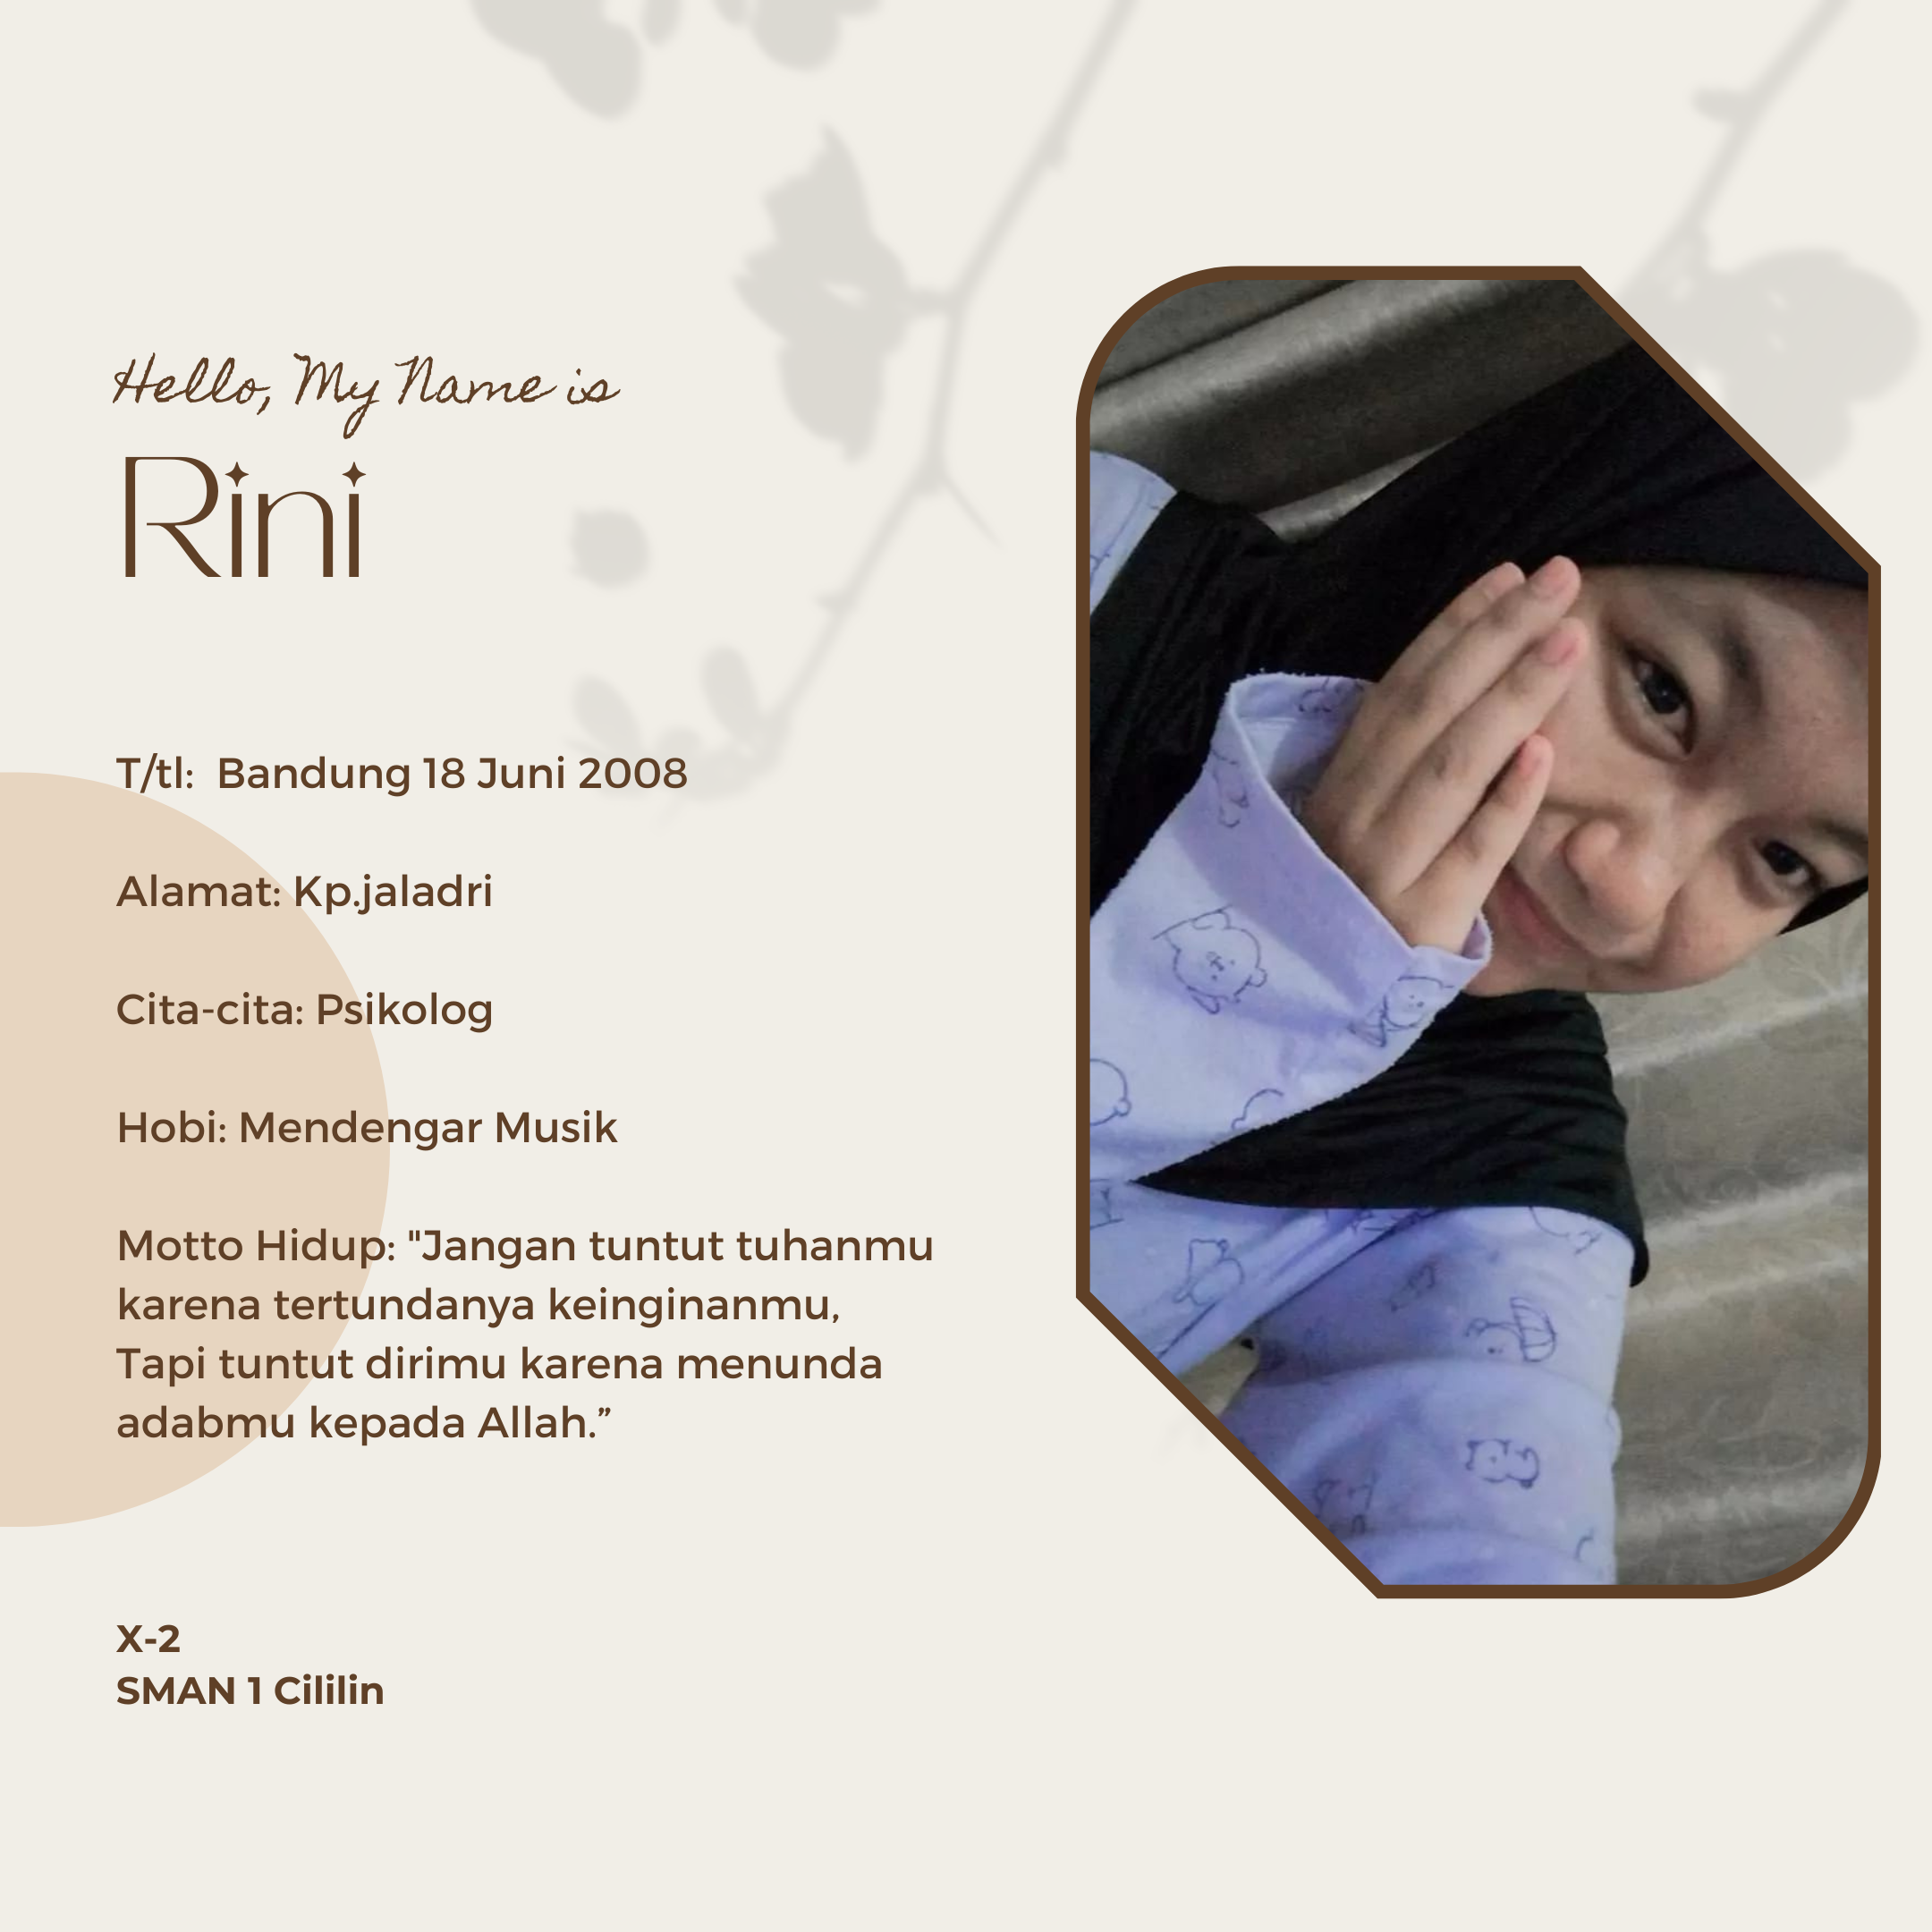 Hello, My Name is
Rini
T/tl:  Bandung 18 Juni 2008
Alamat: Kp.jaladri
Cita-cita: Psikolog
Hobi: Mendengar Musik
Motto Hidup: "Jangan tuntut tuhanmu
karena tertundanya keinginanmu,
Tapi tuntut dirimu karena menunda
adabmu kepada Allah.”
X-2
SMAN 1 Cililin